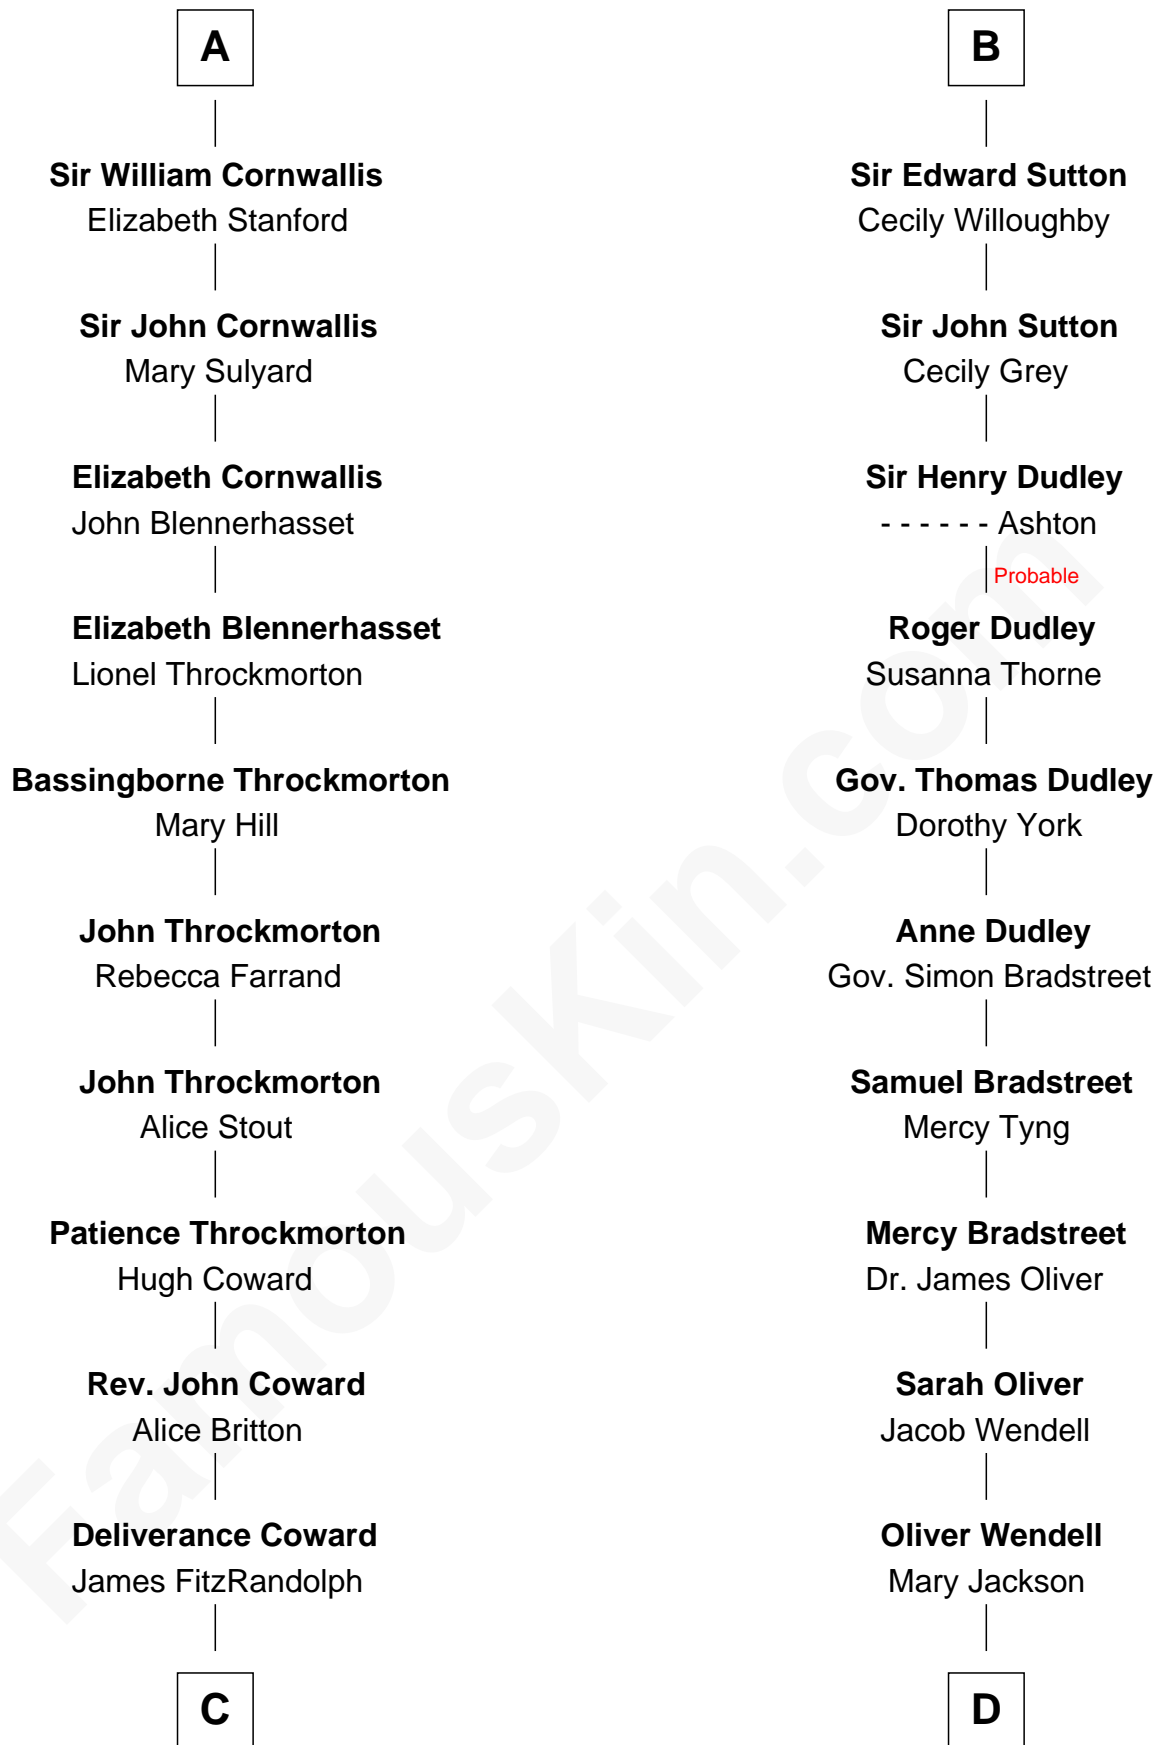 A
Sir William Cornwallis
Elizabeth Stanford
Sir John Cornwallis
Mary Sulyard
Elizabeth Cornwallis
John Blennerhasset
Elizabeth Blennerhasset
Lionel Throckmorton
Bassingborne Throckmorton
Mary Hill
John Throckmorton
Rebecca Farrand
John Throckmorton
Alice Stout
Patience Throckmorton
Hugh Coward
Rev. John Coward
Alice Britton
Deliverance Coward
James FitzRandolph
C
B
Sir Edward Sutton
Cecily Willoughby
Sir John Sutton
Cecily Grey
Sir Henry Dudley
- - - - - - Ashton
Probable
Roger Dudley
Susanna Thorne
Gov. Thomas Dudley
Dorothy York
Anne Dudley
Gov. Simon Bradstreet
Samuel Bradstreet
Mercy Tyng
Mercy Bradstreet
Dr. James Oliver
Sarah Oliver
Jacob Wendell
Oliver Wendell
Mary Jackson
D
FamousKin.com